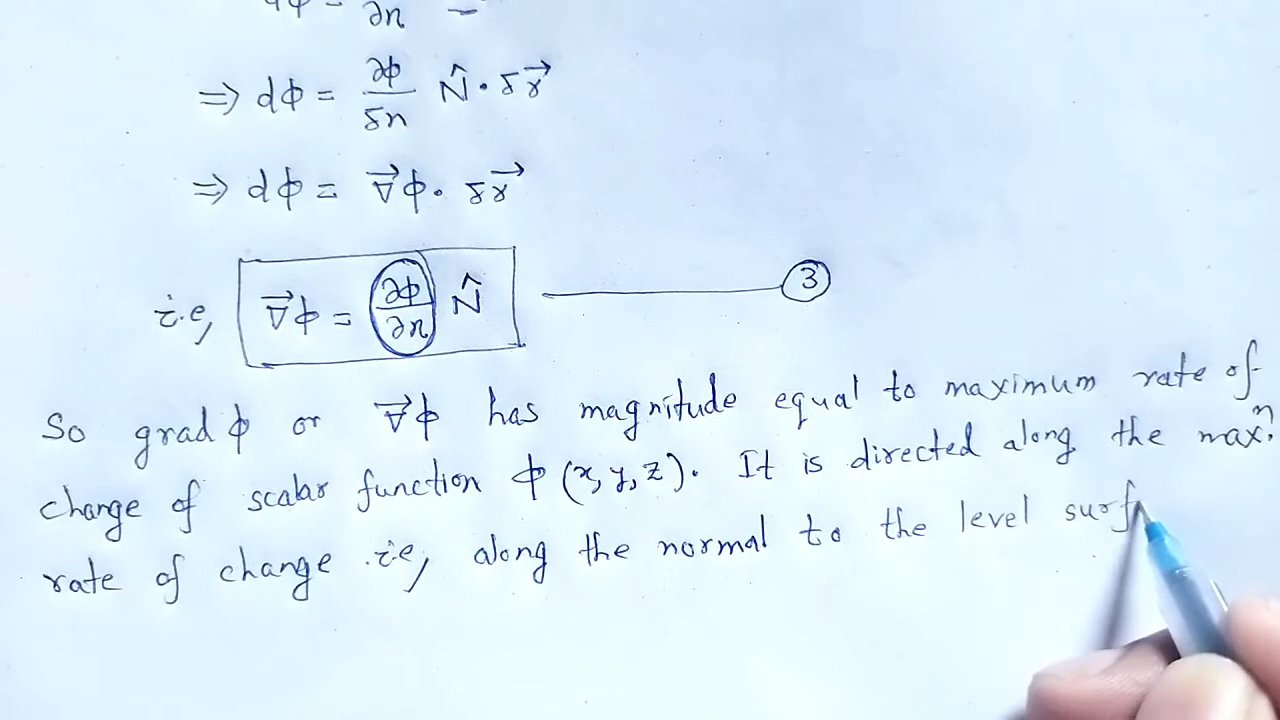 ∂n
⇒ dϕ = ∂ϕ/δn N̂ · δr⃗
⇒ dϕ = ∇⃗ϕ · δr⃗
i.e, ∇⃗ϕ = ∂ϕ/∂n N̂ ③
So grad ϕ or ∇⃗ϕ has magnitude equal to maximum rate of
change of scalar function ϕ (x, y, z). It is directed along the maxⁿ.
rate of change i.e, along the normal to the level surf